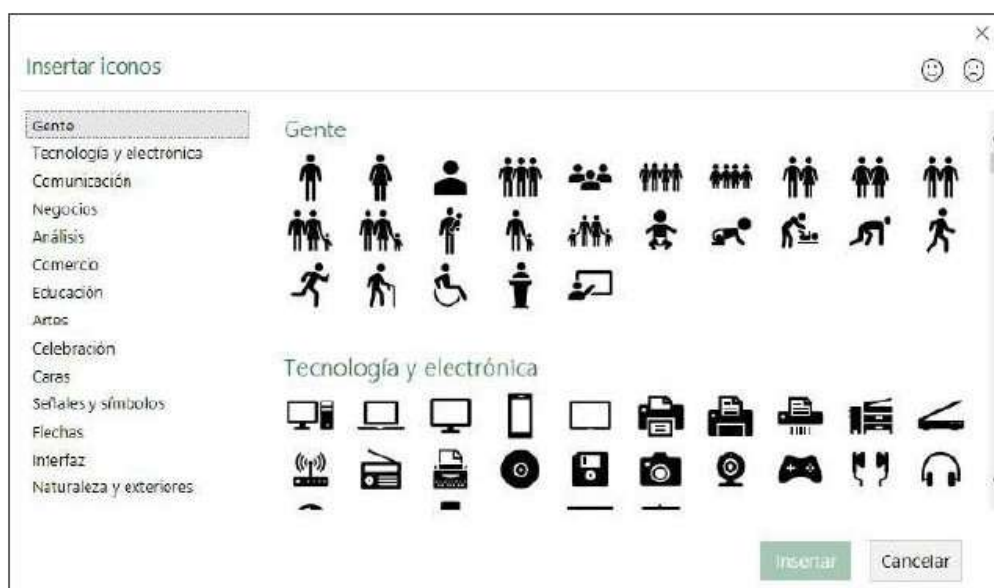 Insertar iconos
Gente
Tecnología y electrónica
Comunicación
Negocios
Análisis
Comercio
Educación
Artes
Celebración
Caras
Señales y símbolos
Flechas
Interfaz
Naturaleza y exteriores
Gente
Tecnología y electrónica
Insertar
Cancelar